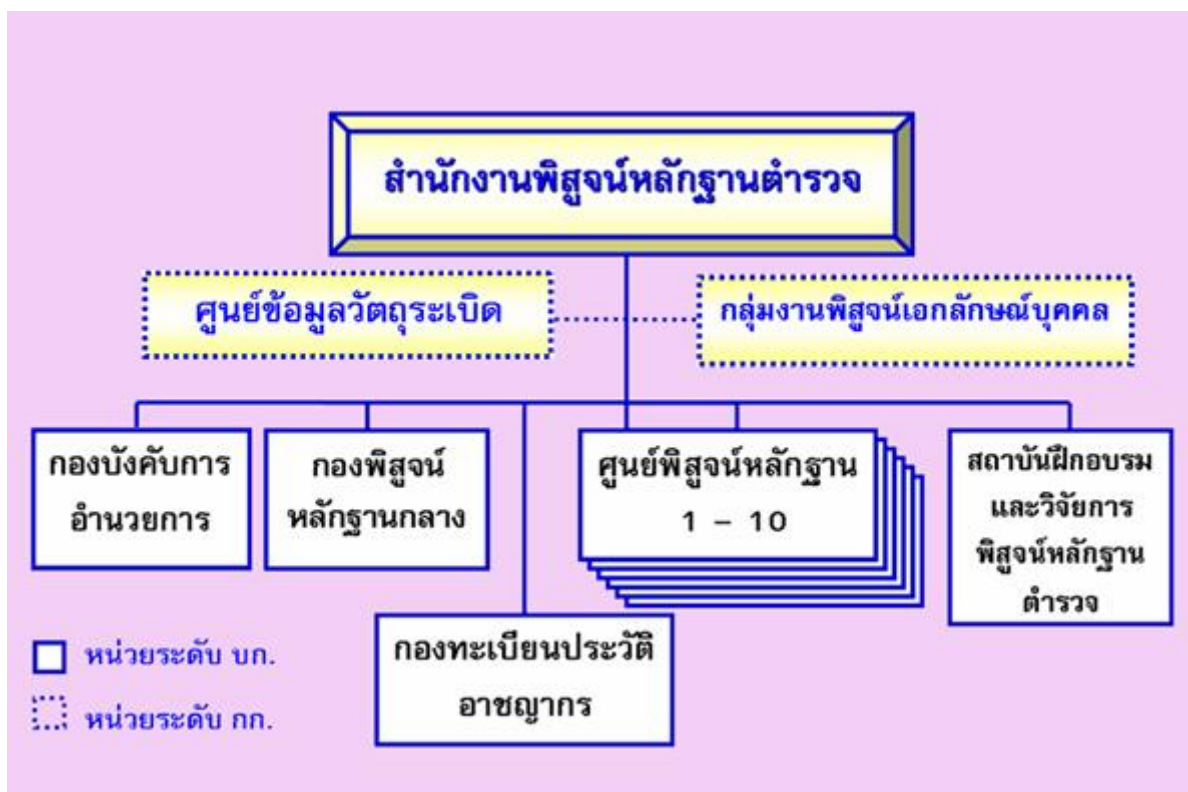 สำนักงานพิสูจน์หลักฐานตำรวจ
ศูนย์ข้อมูลวัตถุระเบิด
กลุ่มงานพิสูจน์เอกลักษณ์บุคคล
กองบังคับการ
อำนวยการ
กองพิสูจน์
หลักฐานกลาง
ศูนย์พิสูจน์หลักฐาน
1 – 10
สถาบันฝึกอบรม
และวิจัยการ
พิสูจน์หลักฐาน
ตำรวจ
กองทะเบียนประวัติ
อาชญากร
หน่วยระดับ บก.
หน่วยระดับ กก.